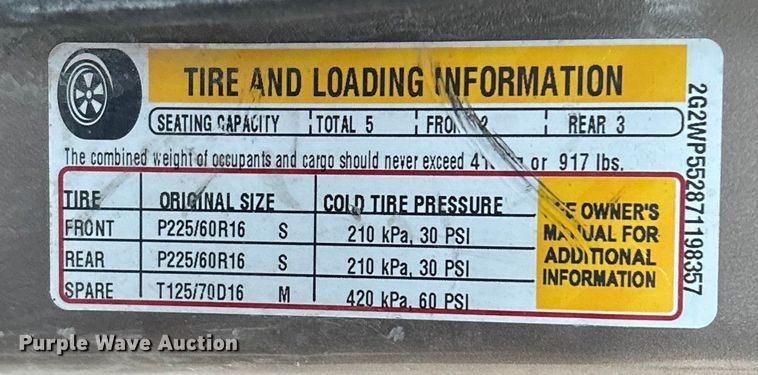 TIRE AND LOADING INFORMATION
SEATING CAPACITY TOTAL 5 2 REAR 3
The combined weight of occupants and cargo should never exceed or 917 lbs.
TIRE ORIGINAL SIZE COLD TIRE PRESSURE
FRONT P225/60R16 S 210 kPa, 30 PSI
REAR P225/60R16 S 210 kPa, 30 PSI
SPARE T125/70D16 M 420 kPa, 60 PSI
OWNER'S
MANUAL FOR
ADDITIONAL
INFORMATION
2G2WP552871198357
Purple Wave Auction